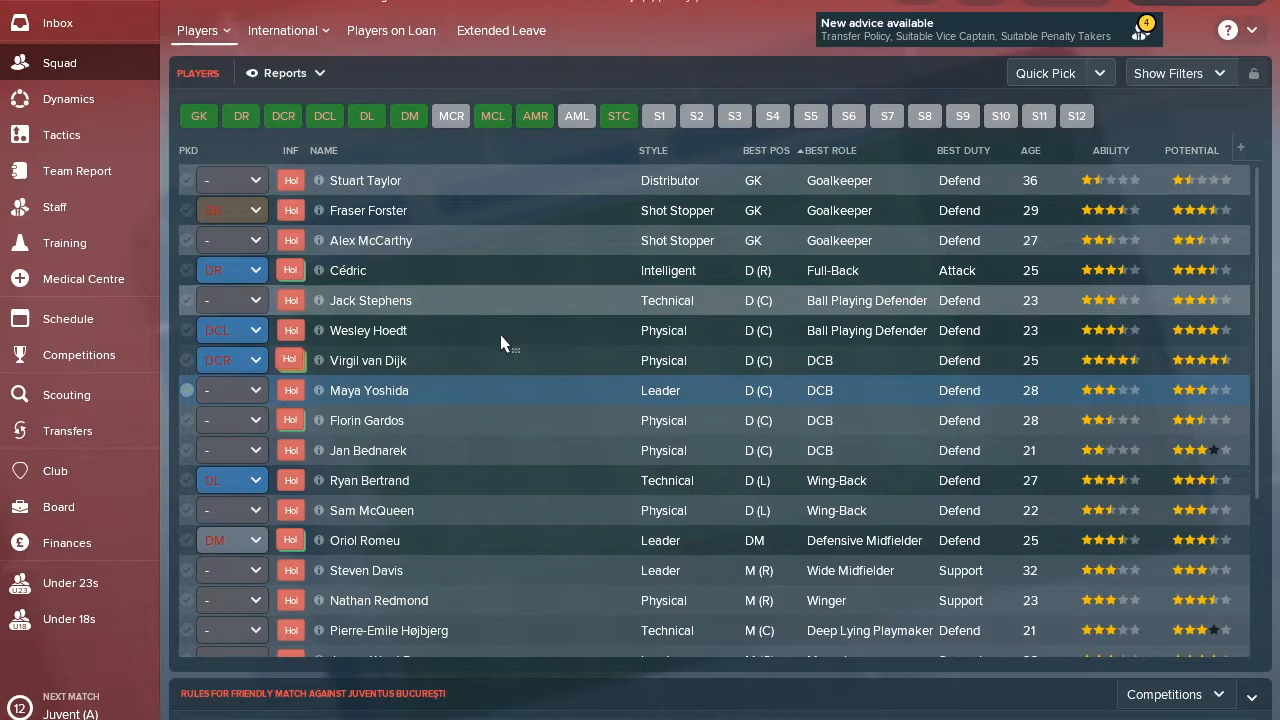 Inbox
Squad
Dynamics
Tactics
Team Report
Staff
Training
Medical Centre
Schedule
Competitions
Scouting
Transfers
Club
Board
Finances
U23
Under 23s
U18
Under 18s
12
NEXT MATCH
Juvent (A)
Players International Players on Loan Extended Leave
New advice available
Transfer Policy, Suitable Vice Captain, Suitable Penalty Takers
4
?
PLAYERS Reports Quick Pick Show Filters
GK DR DCR DCL DL DM MCR MCL AMR AML STC S1 S2 S3 S4 S5 S6 S7 S8 S9 S10 S11 S12
PKD INF NAME STYLE BEST POS BEST ROLE BEST DUTY AGE ABILITY POTENTIAL +
- Hol Stuart Taylor Distributor GK Goalkeeper Defend 36
GK Hol Fraser Forster Shot Stopper GK Goalkeeper Defend 29
- Hol Alex McCarthy Shot Stopper GK Goalkeeper Defend 27
DR Hol Cédric Intelligent D (R) Full-Back Attack 25
- Hol Jack Stephens Technical D (C) Ball Playing Defender Defend 23
DCL Hol Wesley Hoedt Physical D (C) Ball Playing Defender Defend 23
DCR Hol Virgil van Dijk Physical D (C) DCB Defend 25
- Hol Maya Yoshida Leader D (C) DCB Defend 28
- Hol Florin Gardos Physical D (C) DCB Defend 28
- Hol Jan Bednarek Physical D (C) DCB Defend 21
DL Hol Ryan Bertrand Technical D (L) Wing-Back Defend 27
- Hol Sam McQueen Physical D (L) Wing-Back Defend 22
DM Hol Oriol Romeu Leader DM Defensive Midfielder Defend 25
- Hol Steven Davis Leader M (R) Wide Midfielder Support 32
- Hol Nathan Redmond Physical M (R) Winger Support 23
- Hol Pierre-Emile Højbjerg Technical M (C) Deep Lying Playmaker Defend 21
RULES FOR FRIENDLY MATCH AGAINST JUVENTUS BUCUREȘTI Competitions